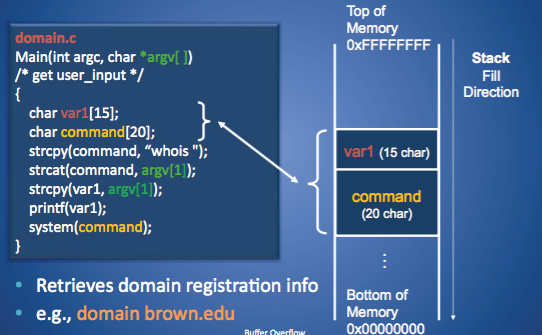 domain.c
Main(int argc, char *argv[ ])
/* get user_input */
{
char var1[15];
char command[20];
strcpy(command, “whois ");
strcat(command, argv[1]);
strcpy(var1, argv[1]);
printf(var1);
system(command);
}
• Retrieves domain registration info
• e.g., domain brown.edu
Top of
Memory
0xFFFFFFFF
Stack
Fill
Direction
var1 (15 char)
command
(20 char)
⋮
Bottom of
Memory
0x00000000
Buffer Overflow